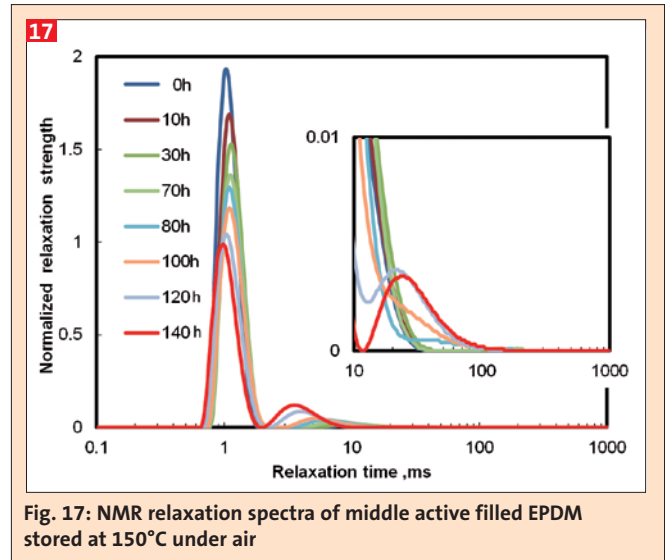 17
Normalized relaxation strength
2
1.5
1
0.5
0
0h
10h
30h
70h
80h
100h
120h
140h
0.01
0
10 100 1000
0.1 1 10 100 1000
Relaxation time ,ms
Fig. 17: NMR relaxation spectra of middle active filled EPDM
stored at 150°C under air